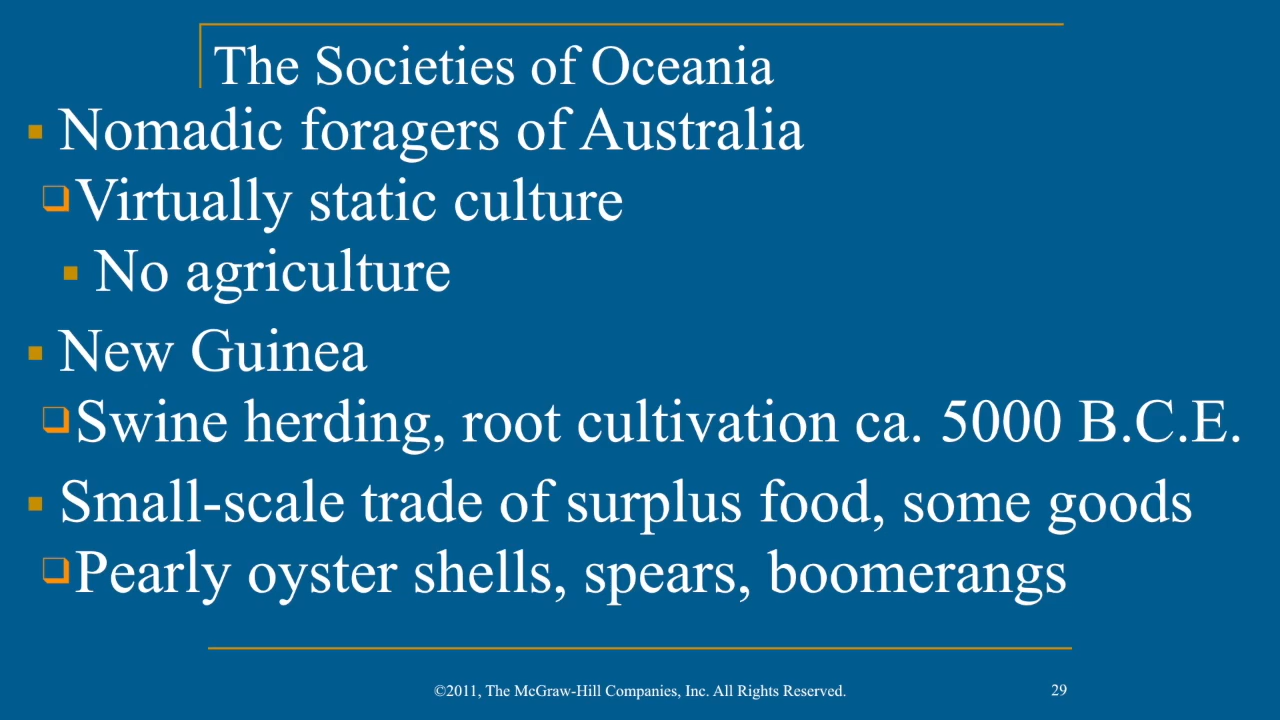 The Societies of Oceania
Nomadic foragers of Australia
Virtually static culture
No agriculture
New Guinea
Swine herding, root cultivation ca. 5000 B.C.E.
Small-scale trade of surplus food, some goods
Pearly oyster shells, spears, boomerangs
©2011, The McGraw-Hill Companies, Inc. All Rights Reserved.
29